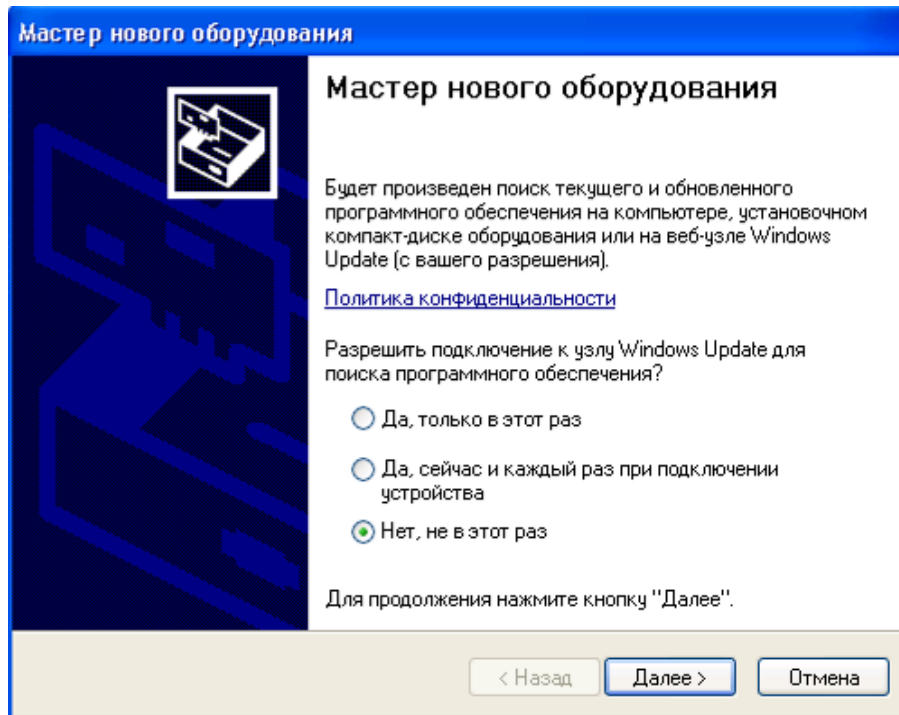 Мастер нового оборудования
Мастер нового оборудования
Будет произведен поиск текущего и обновленного
программного обеспечения на компьютере, установочном
компакт-диске оборудования или на веб-узле Windows
Update (с вашего разрешения).
Политика конфиденциальности
Разрешить подключение к узлу Windows Update для
поиска программного обеспечения?
Да, только в этот раз
Да, сейчас и каждый раз при подключении
устройства
Нет, не в этот раз
Для продолжения нажмите кнопку "Далее".
< Назад Далее > Отмена